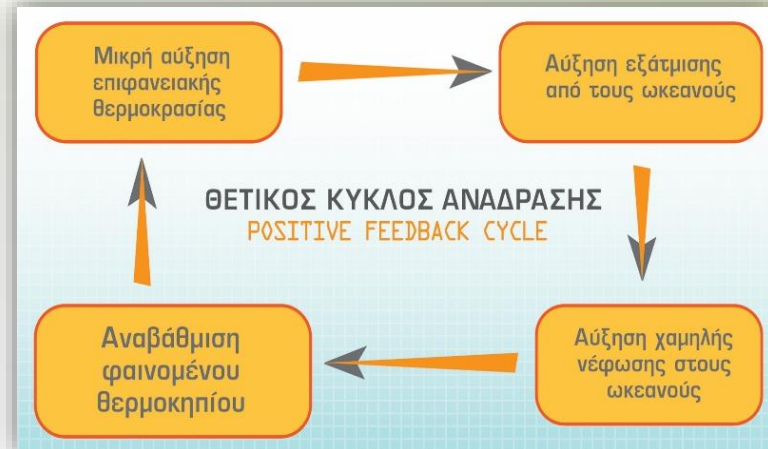 Μικρή αύξηση
επιφανειακής
θερμοκρασίας
Αύξηση εξάτμισης
από τους ωκεανούς
ΘΕΤΙΚΟΣ ΚΥΚΛΟΣ ΑΝΑΔΡΑΣΗΣ
POSITIVE FEEDBACK CYCLE
Αναβάθμιση
φαινομένου
θερμοκηπίου
Αύξηση χαμηλής
νέφωσης στους
ωκεανούς